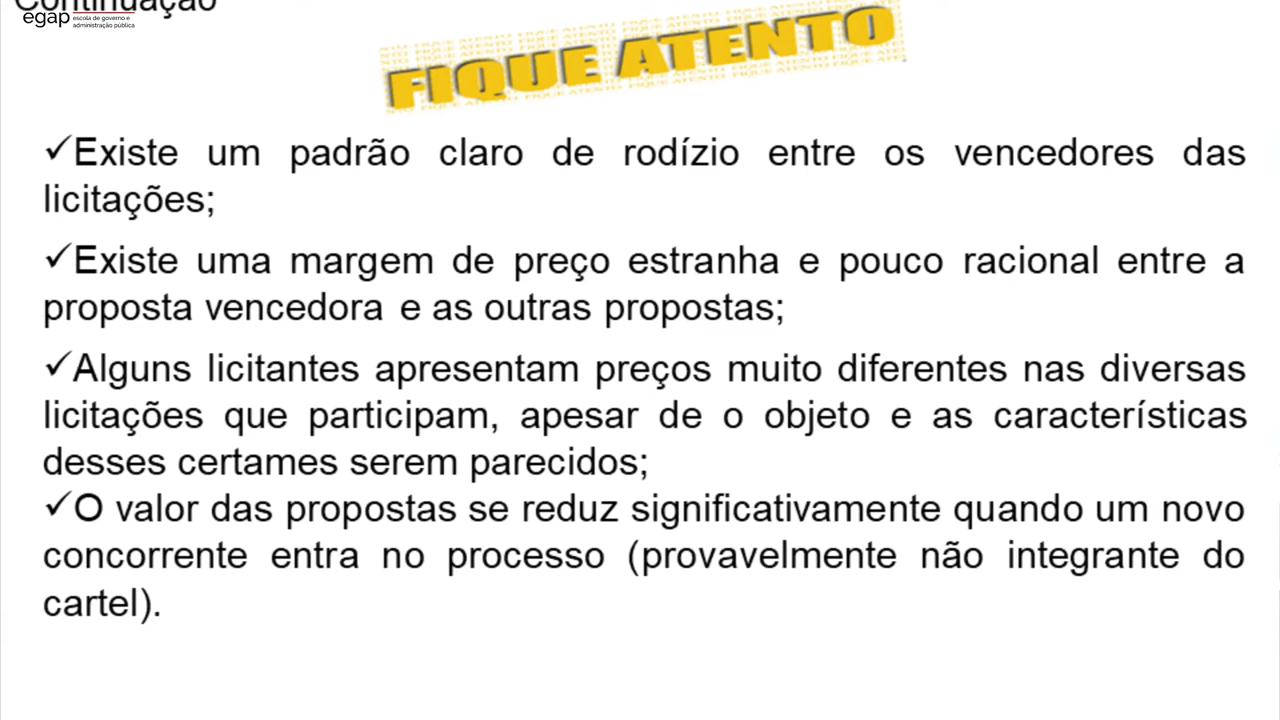 Continuação
egap escola de governo e
administração pública
FIQUE ATENTO
✓Existe um padrão claro de rodízio entre os vencedores das
licitações;
✓Existe uma margem de preço estranha e pouco racional entre a
proposta vencedora e as outras propostas;
✓Alguns licitantes apresentam preços muito diferentes nas diversas
licitações que participam, apesar de o objeto e as características
desses certames serem parecidos;
✓O valor das propostas se reduz significativamente quando um novo
concorrente entra no processo (provavelmente não integrante do
cartel).